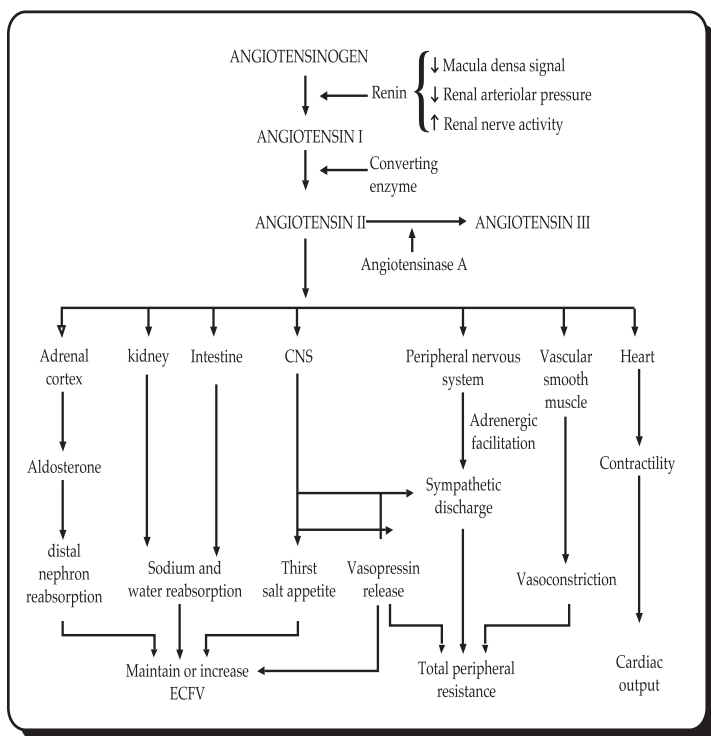 ANGIOTENSINOGEN
Renin
↓ Macula densa signal
↓ Renal arteriolar pressure
↑ Renal nerve activity
ANGIOTENSIN I
Converting
enzyme
ANGIOTENSIN II
ANGIOTENSIN III
Angiotensinase A
Adrenal
cortex
kidney
Intestine
CNS
Peripheral nervous
system
Vascular
smooth
muscle
Heart
Adrenergic
facilitation
Aldosterone
Sympathetic
discharge
Contractility
distal
nephron
reabsorption
Sodium and
water reabsorption
Thirst
salt appetite
Vasopressin
release
Vasoconstriction
Maintain or increase
ECFV
Total peripheral
resistance
Cardiac
output